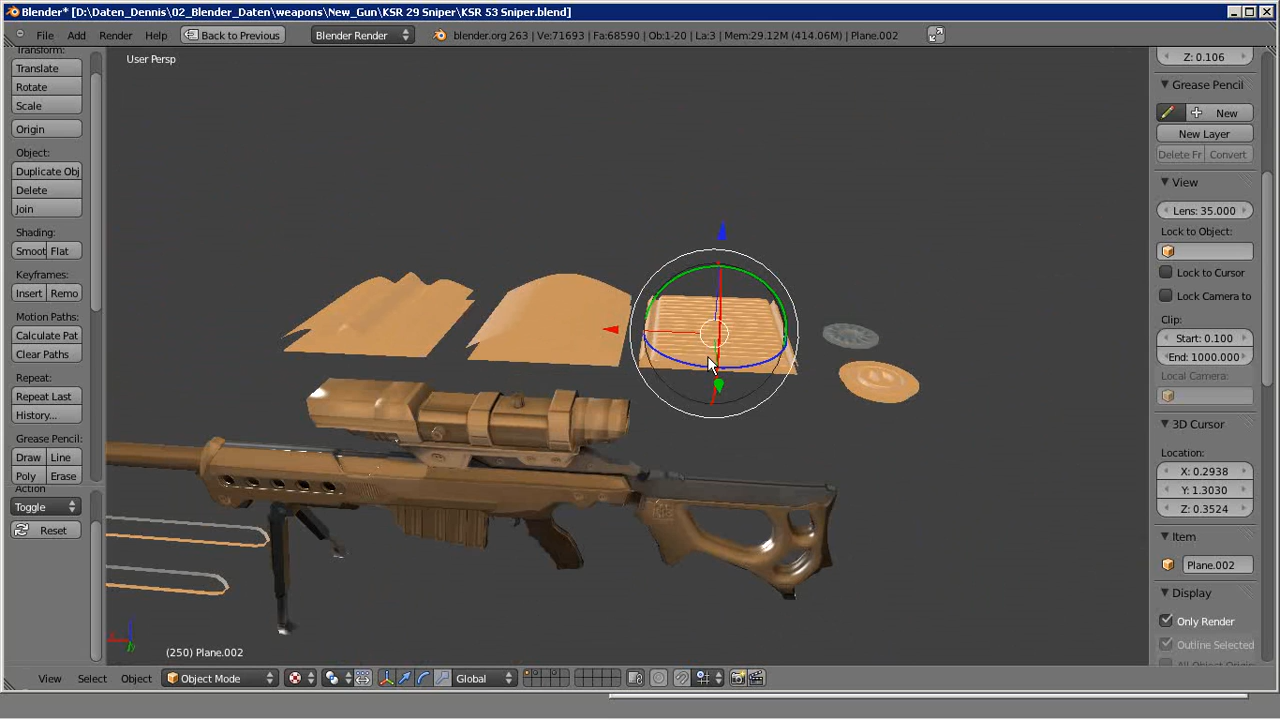 Blender* [D:\Daten_Dennis\02_Blender_Daten\weapons\New_Gun\KSR 29 Sniper\KSR 53 Sniper.blend]
File Add Render Help Back to Previous Blender Render blender.org 263 | Ve:71693 | Fa:68590 | Ob:1-20 | La:3 | Mem:29.12M (414.06M) | Plane.002
Transform:
Translate
Rotate
Scale
Origin
Object:
Duplicate Obj
Delete
Join
Shading:
Smoot Flat
Keyframes:
Insert Remo
Motion Paths:
Calculate Pat
Clear Paths
Repeat:
Repeat Last
History...
Grease Pencil:
Draw Line
Poly Erase
Action
Toggle
Reset
User Persp
(250) Plane.002
Z: 0.106
Grease Pencil
New
New Layer
Delete Fr Convert
View
Lens: 35.000
Lock to Object:
Lock to Cursor
Lock Camera to
Clip:
Start: 0.100
End: 1000.000
Local Camera:
3D Cursor
Location:
X: 0.2938
Y: 1.3030
Z: 0.3524
Item
Plane.002
Display
Only Render
Outline Selected
View Select Object Object Mode Global